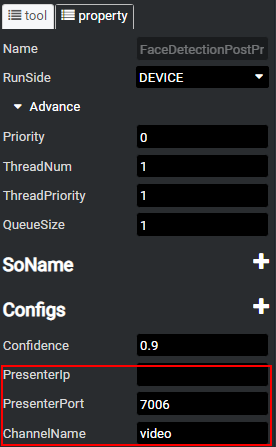 tool property
Name FaceDetectionPostPr
RunSide DEVICE
Advance
Priority 0
ThreadNum 1
ThreadPriority 1
QueueSize 1
SoName +
Configs +
Confidence 0.9
PresenterIp
PresenterPort 7006
ChannelName video